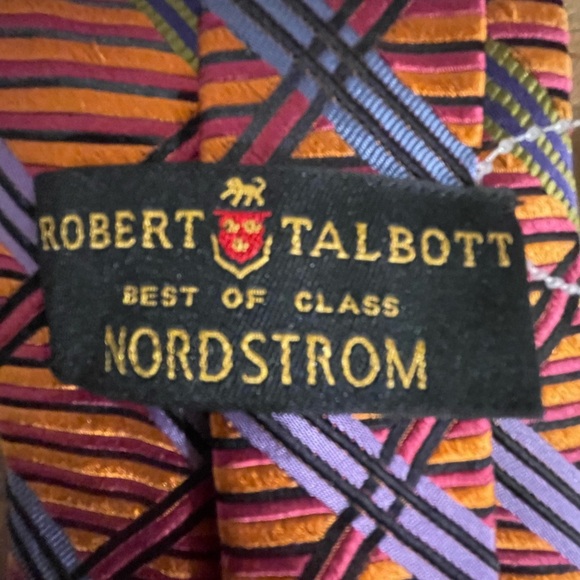 ROBERT TALBOTT
BEST OF CLASS
NORDSTROM